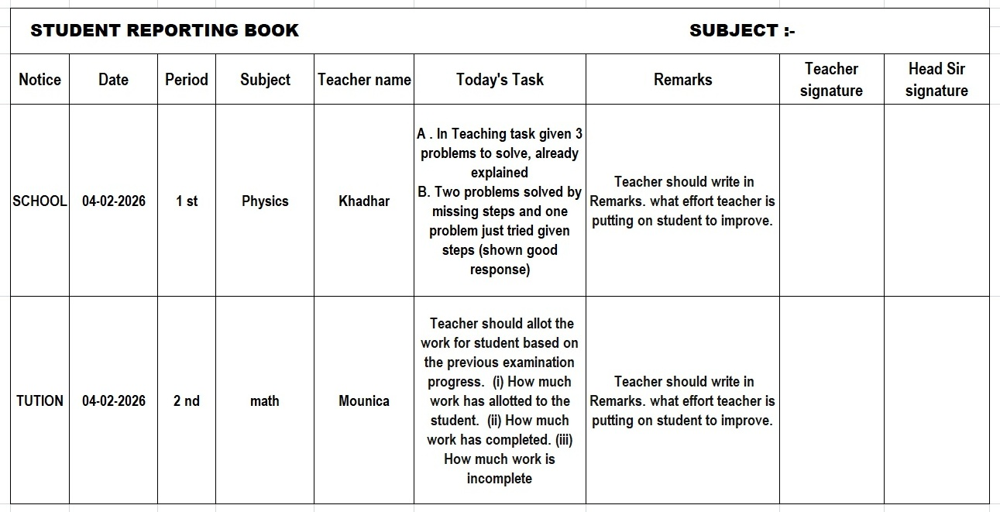 STUDENT REPORTING BOOK SUBJECT :-
Notice Date Period Subject Teacher name Today's Task Remarks Teacher signature Head Sir signature
SCHOOL
04-02-2026
1 st
Physics
Khadhar
A . In Teaching task given 3
problems to solve, already
explained
B. Two problems solved by
missing steps and one
problem just tried given
steps (shown good
response)
Teacher should write in
Remarks. what effort teacher is
putting on student to improve.
TUTION
04-02-2026
2 nd
math
Mounica
Teacher should allot the
work for student based on
the previous examination
progress. (i) How much
work has allotted to the
student. (ii) How much
work has completed. (iii)
How much work is
incomplete
Teacher should write in
Remarks. what effort teacher is
putting on student to improve.